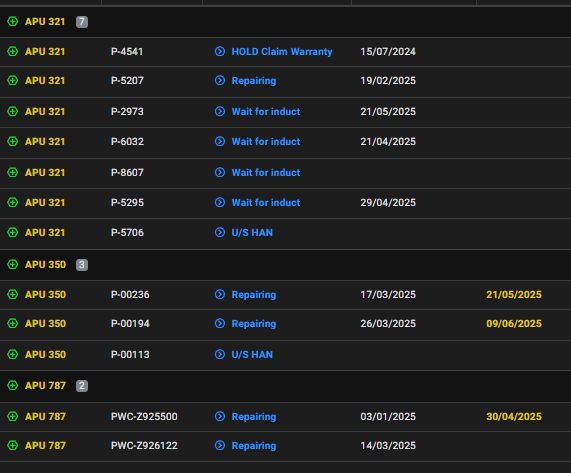 APU 321 7
APU 321 P-4541 HOLD Claim Warranty 15/07/2024
APU 321 P-5207 Repairing 19/02/2025
APU 321 P-2973 Wait for induct 21/05/2025
APU 321 P-6032 Wait for induct 21/04/2025
APU 321 P-8607 Wait for induct
APU 321 P-5295 Wait for induct 29/04/2025
APU 321 P-5706 U/S HAN
APU 350 3
APU 350 P-00236 Repairing 17/03/2025 21/05/2025
APU 350 P-00194 Repairing 26/03/2025 09/06/2025
APU 350 P-00113 U/S HAN
APU 787 2
APU 787 PWC-Z925500 Repairing 03/01/2025 30/04/2025
APU 787 PWC-Z926122 Repairing 14/03/2025